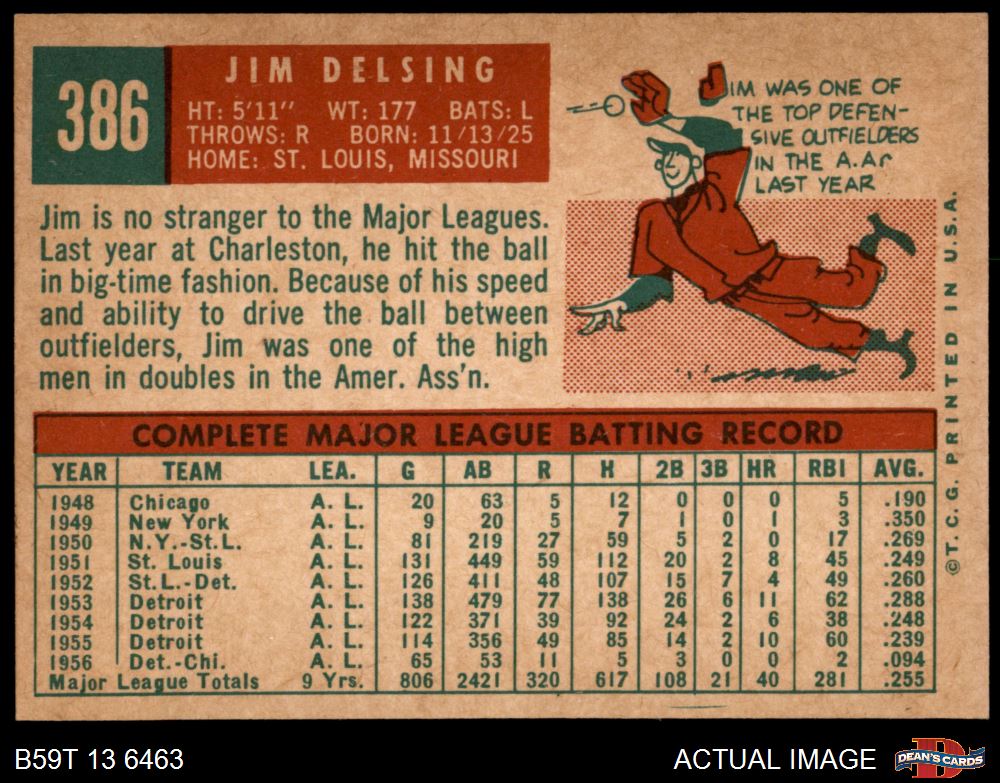 386
JIM DELSING
HT: 5'11'' WT: 177 BATS: L
THROWS: R BORN: 11/13/25
HOME: ST. LOUIS, MISSOURI
JIM WAS ONE OF
THE TOP DEFEN-
SIVE OUTFIELDERS
IN THE A.A.
LAST YEAR
Jim is no stranger to the Major Leagues.
Last year at Charleston, he hit the ball
in big-time fashion. Because of his speed
and ability to drive the ball between
outfielders, Jim was one of the high
men in doubles in the Amer. Ass'n.
COMPLETE MAJOR LEAGUE BATTING RECORD
YEAR TEAM LEA. G AB R H 2B 3B HR RBI AVG.
1948 Chicago A. L. 20 63 5 12 0 0 0 5 .190
1949 New York A. L. 9 20 5 7 1 0 1 3 .350
1950 N.Y.-St.L. A. L. 81 219 27 59 5 2 0 17 .269
1951 St. Louis A. L. 131 449 59 112 20 2 8 45 .249
1952 St.L.-Det. A. L. 126 411 48 107 15 7 4 49 .260
1953 Detroit A. L. 138 479 77 138 26 6 11 62 .288
1954 Detroit A. L. 122 371 39 92 24 2 6 38 .248
1955 Detroit A. L. 114 356 49 85 14 2 10 60 .239
1956 Det.-Chi. A. L. 65 53 11 5 3 0 0 2 .094
Major League Totals 9 Yrs. 806 2421 320 617 108 21 40 281 .255
©T. C. G. PRINTED IN U.S.A.
B59T 13 6463
ACTUAL IMAGE
D
DEAN'S CARDS